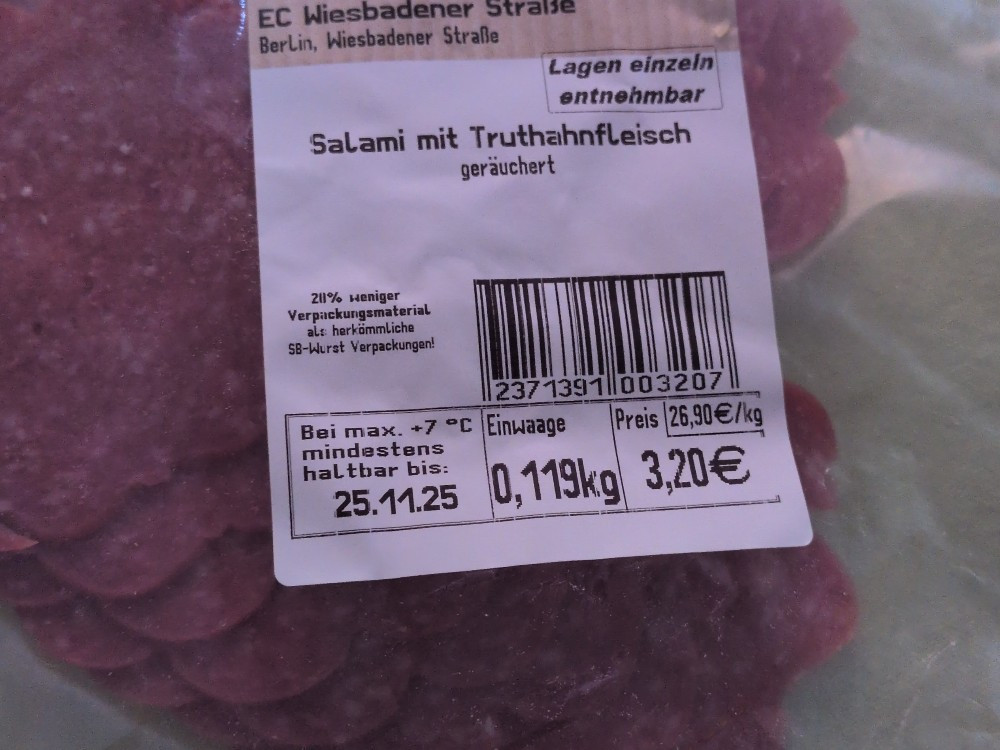 EC Wiesbadener Straße
Berlin, Wiesbadener Straße
Lagen einzeln
entnehmbar
Salami mit Truthahnfleisch
geräuchert
20% weniger
Verpackungsmaterial
als herkömmliche
SB-Wurst Verpackungen!
2371391 003207
Bei max. +7 °C
mindestens
haltbar bis:
25.11.25
Einwaage
0,119kg
Preis 26,90€/kg
3,20€